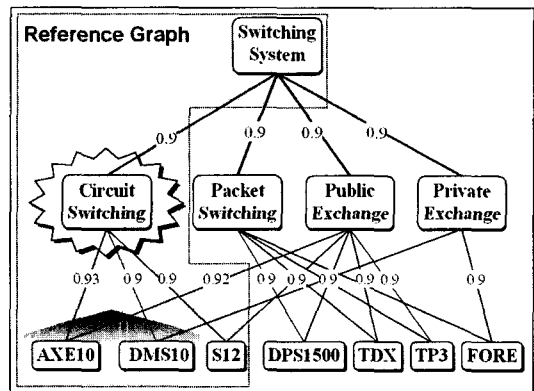 Reference Graph
Switching
System
0.9
0.9
0.9
0.9
Circuit
Switching
Packet
Switching
Public
Exchange
Private
Exchange
0.93
0.9
0.9
0.92
0.9
0.9
0.9
0.9
0.9
0.9
AXE10
DMS10
S12
DPS1500
TDX
TP3
FORE